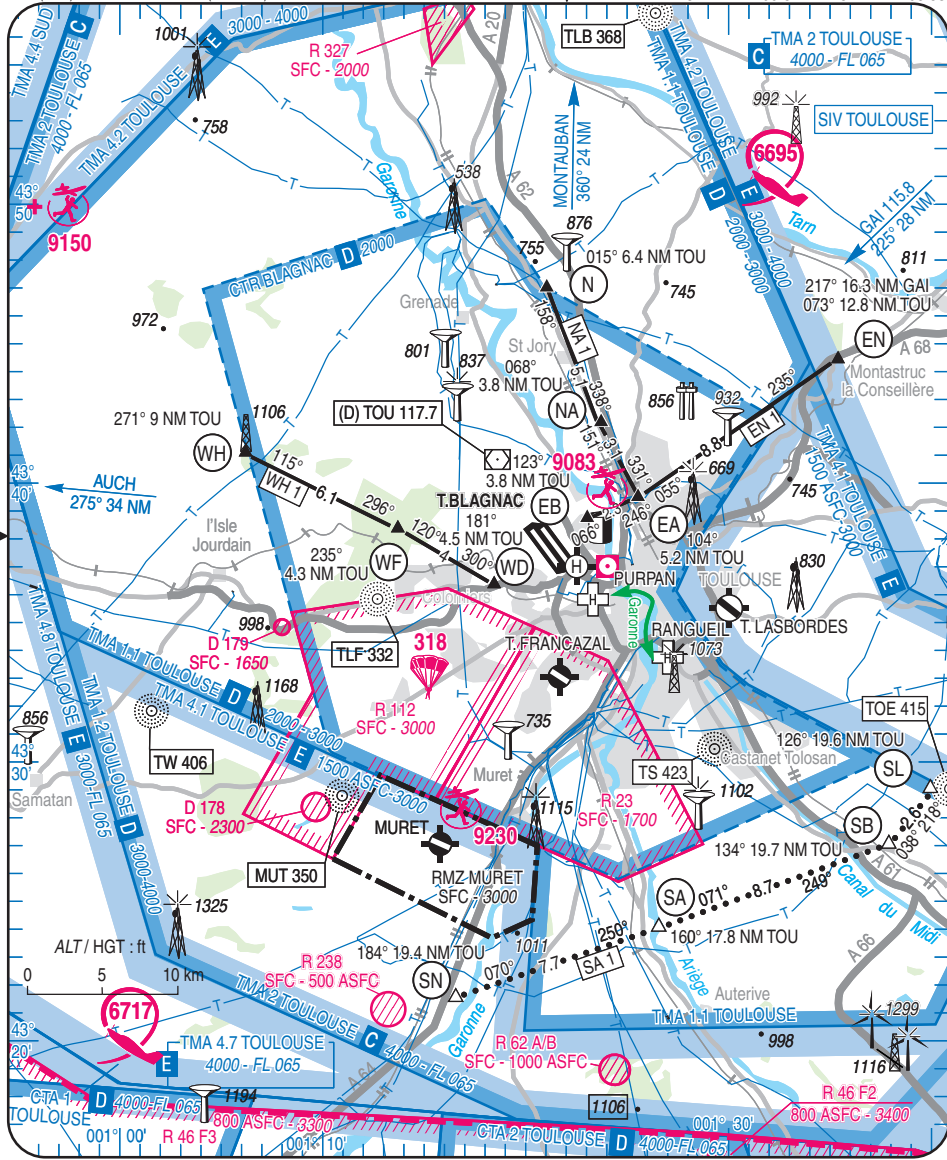 1001
3000 - 4000
R 327
SFC - 2000
A 20
TLB 368
C
TMA 2 TOULOUSE
4000 - FL 065
TMA 4.4 SUD
C
TMA 2 TOULOUSE
4000 - FL 065
E
TMA 4.2 TOULOUSE
758
TMA 4.2 TOULOUSE
TMA 1.1 TOULOUSE
992
SIV TOULOUSE
6695
MONTAUBAN
360° 24 NM
Garonne
538
A 62
43°
50'
9150
D
E
3000-4000
2000-3000
Tarn
GAI 115.8
225° 28 NM
CTR BLAGNAC D 2000
755
876
015° 6.4 NM TOU
N
745
811
217° 16.3 NM GAI
073° 12.8 NM TOU
EN
A 68
Montastruc
la Conseillère
972
Grenade
158°
NA 1
5.1
338°
801
837
St Jory
068°
3.8 NM TOU
NA
856
932
235°
EN 1
8.8
(D) TOU 117.7
271° 9 NM TOU
1106
WH
115°
WH 1
6.1
296°
123°
3.8 NM TOU
9083
5.1
3.1
331°
669
055°
246°
2.3
066°
745
TMA 4.1 TOULOUSE
1500 ASFC-3000
E
43°
40'
AUCH
275° 34 NM
T.BLAGNAC
EB
EA
104°
5.2 NM TOU
181°
4.5 NM TOU
120°
4
300°
WD
WF
235°
4.3 NM TOU
l'Isle
Jourdain
H
PURPAN
TOULOUSE
830
Colomiers
TLF 332
Garonne
RANGUEIL
H
1073
T. LASBORDES
998
D 179
SFC - 1650
318
T. FRANCAZAL
TMA 4.8 TOULOUSE
E
3000-FL 065
TMA 1.1 TOULOUSE D 2000-3000
TMA 4.1 TOULOUSE E 1500 ASFC-3000
1168
R 112
SFC - 3000
TMA 1.2 TOULOUSE
D
3000-4000
856
43°
30'
Samatan
TW 406
735
Muret
TS 423
126° 19.6 NM TOU
TOE 415
Castanet Tolosan
SL
D 178
SFC - 2300
MUT 350
MURET
9230
1115
R 23
SFC - 1700
1102
134° 19.7 NM TOU
SB
2.6
218°
038°
A 61
RMZ MURET
SFC - 3000
1325
ALT / HGT : ft
0
5
10 km
SA
071°
8.7
249°
Canal du Midi
160° 17.8 NM TOU
1011
250°
184° 19.4 NM TOU
SN
070°
7.7
SA 1
A 66
R 238
SFC - 500 ASFC
TMA 2 TOULOUSE C 4000 - FL 065
Garonne
Ariège
Auterive
TMA 1.1 TOULOUSE
1299
998
1116
6717
43°
20'
E
TMA 4.7 TOULOUSE
4000 - FL 065
A 64
R 62 A/B
SFC - 1000 ASFC
1106
R 46 F2
800 ASFC - 3400
CTA 1
TOULOUSE
D
4000-FL 065
1194
800 ASFC - 3300
R 46 F3
001° 00'
001° 10'
CTA 2 TOULOUSE D 4000-FL 065
001° 30'